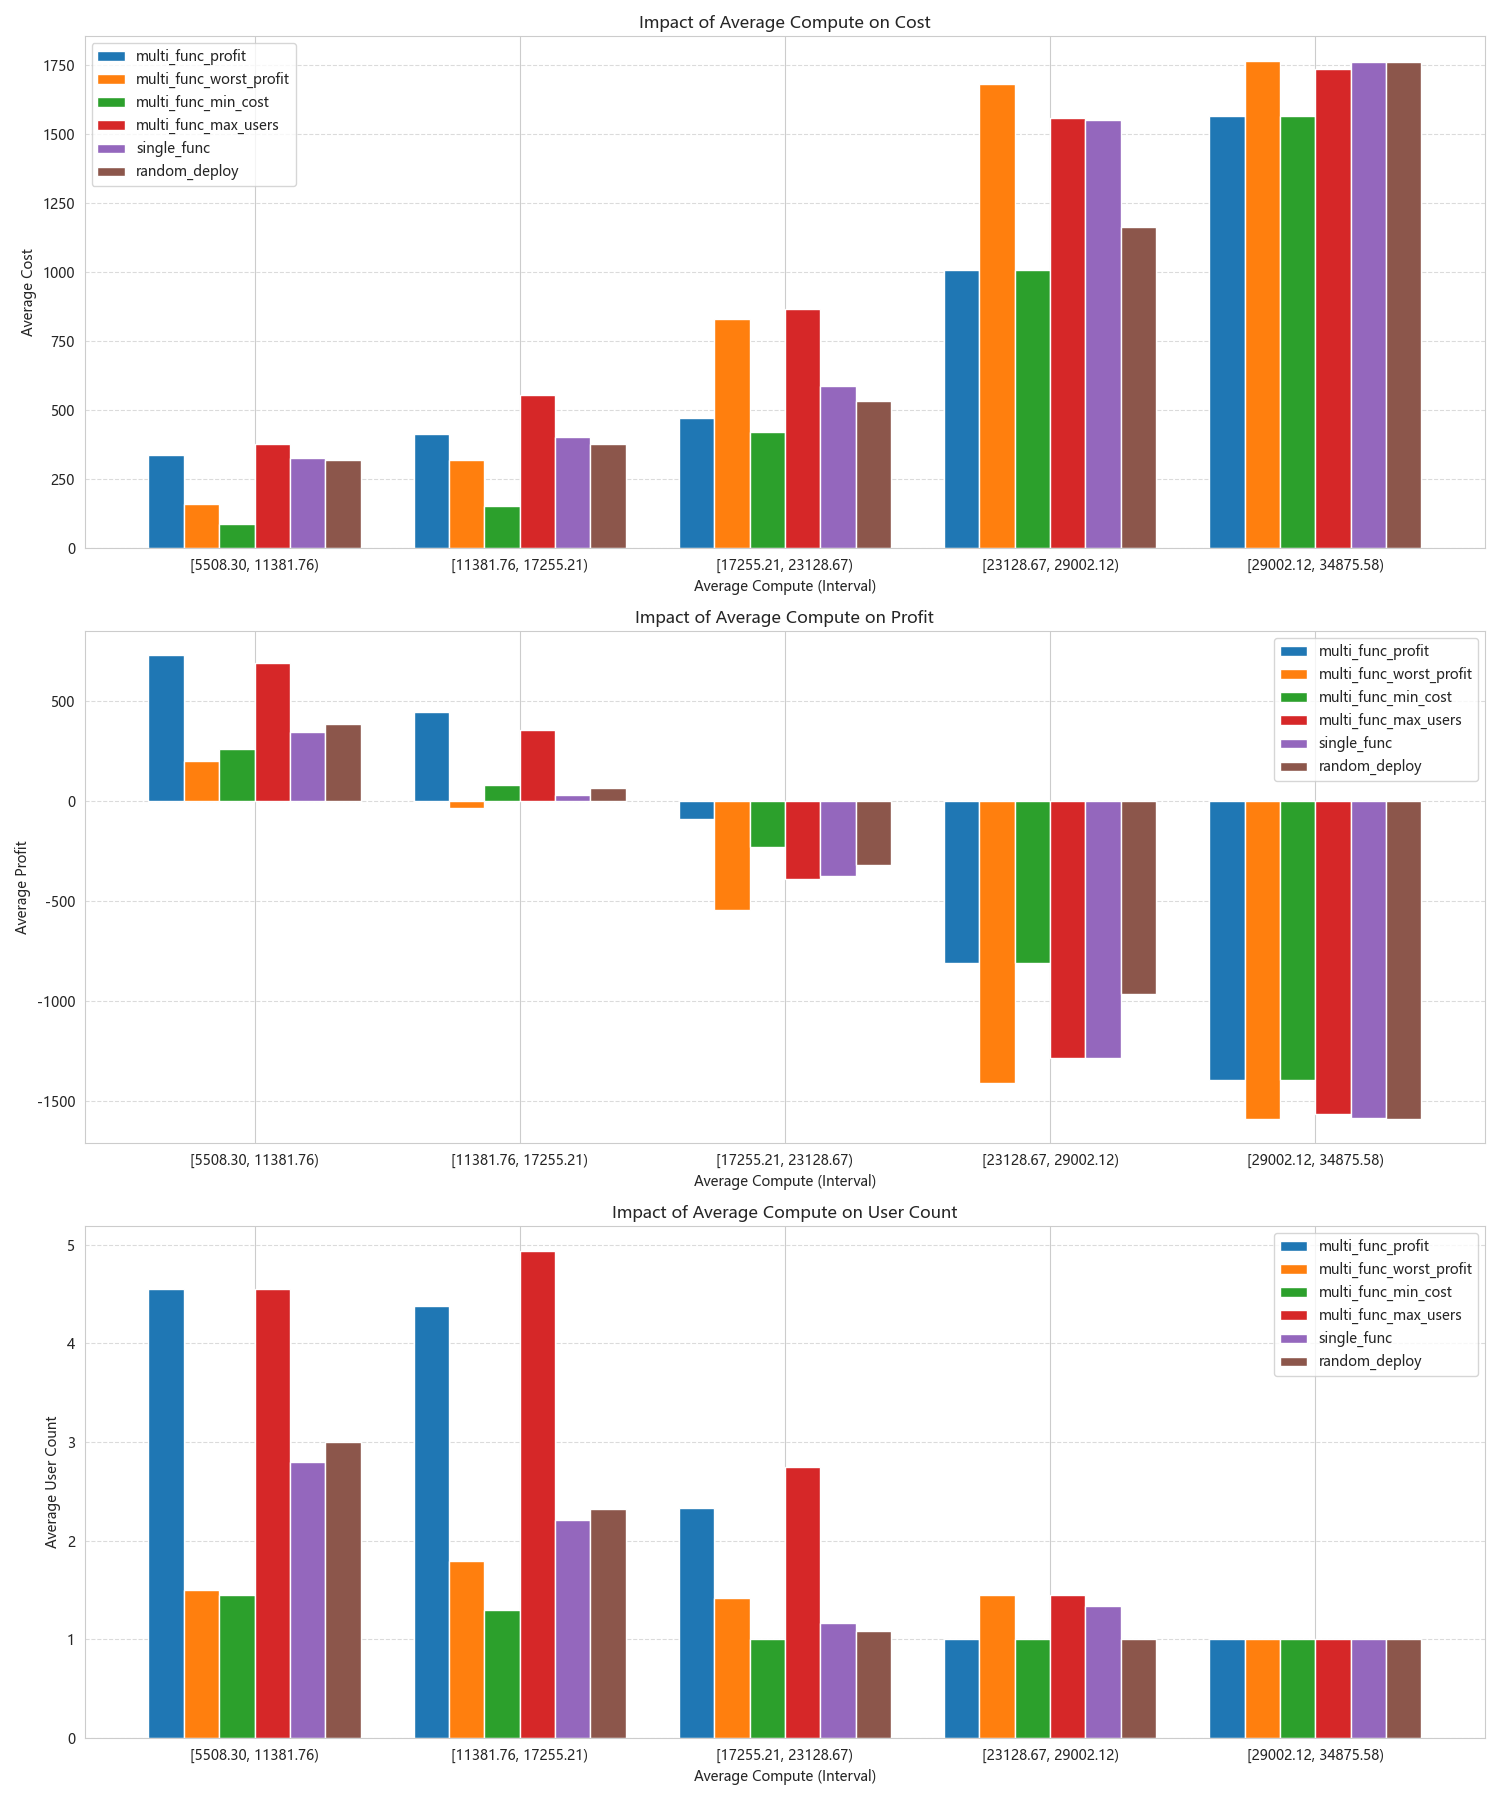 Impact of Average Compute on Cost
multi_func_profit
multi_func_worst_profit
multi_func_min_cost
multi_func_max_users
single_func
random_deploy
Average Cost
1750
1500
1250
1000
750
500
250
0
[5508.30, 11381.76)
[11381.76, 17255.21)
[17255.21, 23128.67)
[23128.67, 29002.12)
[29002.12, 34875.58)
Average Compute (Interval)
Impact of Average Compute on Profit
multi_func_profit
multi_func_worst_profit
multi_func_min_cost
multi_func_max_users
single_func
random_deploy
Average Profit
500
0
-500
-1000
-1500
[5508.30, 11381.76)
[11381.76, 17255.21)
[17255.21, 23128.67)
[23128.67, 29002.12)
[29002.12, 34875.58)
Average Compute (Interval)
Impact of Average Compute on User Count
multi_func_profit
multi_func_worst_profit
multi_func_min_cost
multi_func_max_users
single_func
random_deploy
Average User Count
5
4
3
2
1
0
[5508.30, 11381.76)
[11381.76, 17255.21)
[17255.21, 23128.67)
[23128.67, 29002.12)
[29002.12, 34875.58)
Average Compute (Interval)